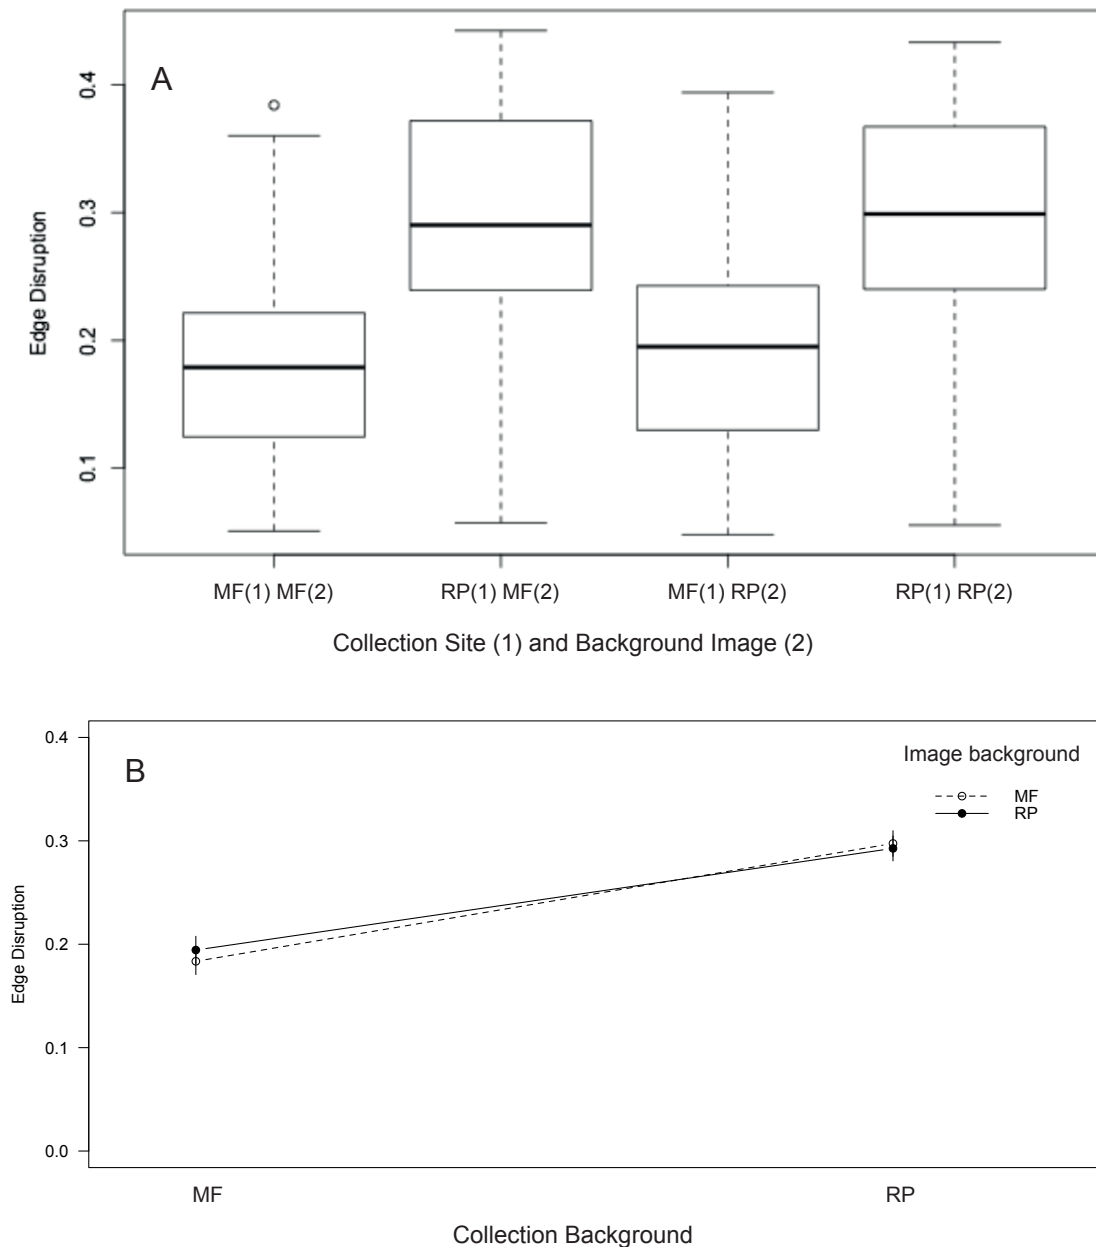 A
0.4
0.3
0.2
0.1
Edge Disruption
MF(1) MF(2)
RP(1) MF(2)
MF(1) RP(2)
RP(1) RP(2)
Collection Site (1) and Background Image (2)
B
Image background
MF
RP
0.4
0.3
0.2
0.1
0.0
Edge Disruption
MF
RP
Collection Background